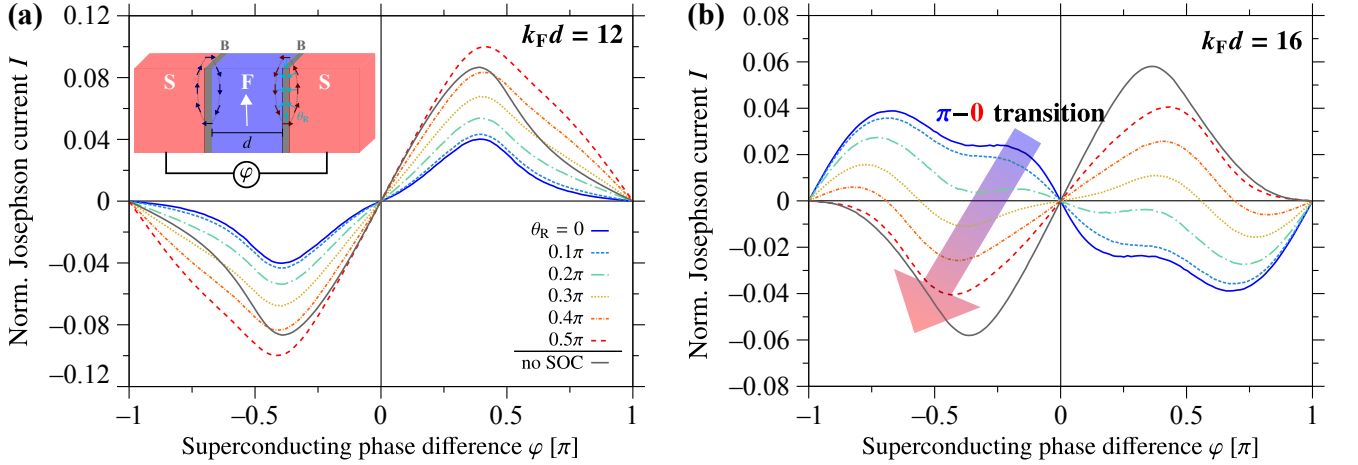 (a)
k_F d = 12
Norm. Josephson current I
0.12
0.08
0.04
0
−0.04
−0.08
−0.12
B
B
S
F
S
θ_R
d
φ
θ_R = 0
0.1π
0.2π
0.3π
0.4π
0.5π
no SOC
−1
−0.5
0
0.5
1
Superconducting phase difference φ [π]
(b)
k_F d = 16
Norm. Josephson current I
0.08
0.06
0.04
0.02
0
−0.02
−0.04
−0.06
−0.08
π−0 transition
−1
−0.5
0
0.5
1
Superconducting phase difference φ [π]